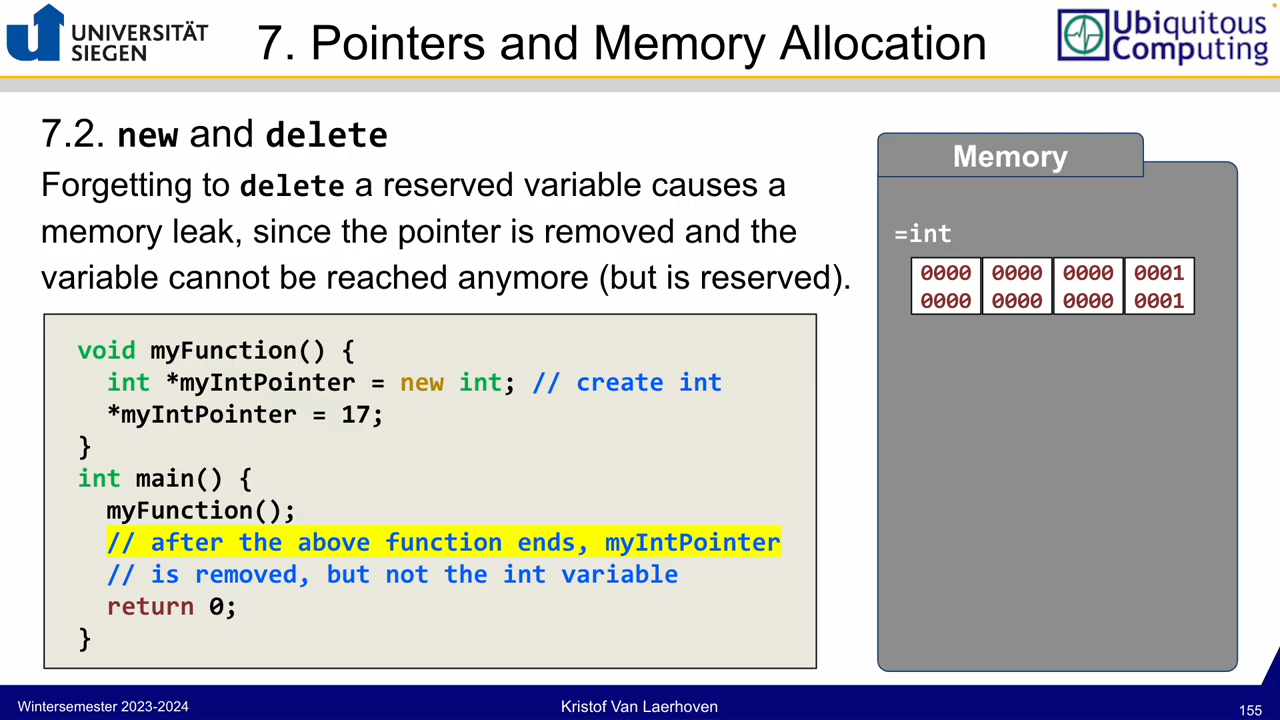 UNIVERSITÄT
SIEGEN
7. Pointers and Memory Allocation
Ubiquitous
Computing
7.2. new and delete
Forgetting to delete a reserved variable causes a
memory leak, since the pointer is removed and the
variable cannot be reached anymore (but is reserved).
void myFunction() {
  int *myIntPointer = new int; // create int
  *myIntPointer = 17;
}
int main() {
  myFunction();
  // after the above function ends, myIntPointer
  // is removed, but not the int variable
  return 0;
}
Memory
=int
0000 0000 0000 0001
0000 0000 0000 0001
Wintersemester 2023-2024
Kristof Van Laerhoven
155